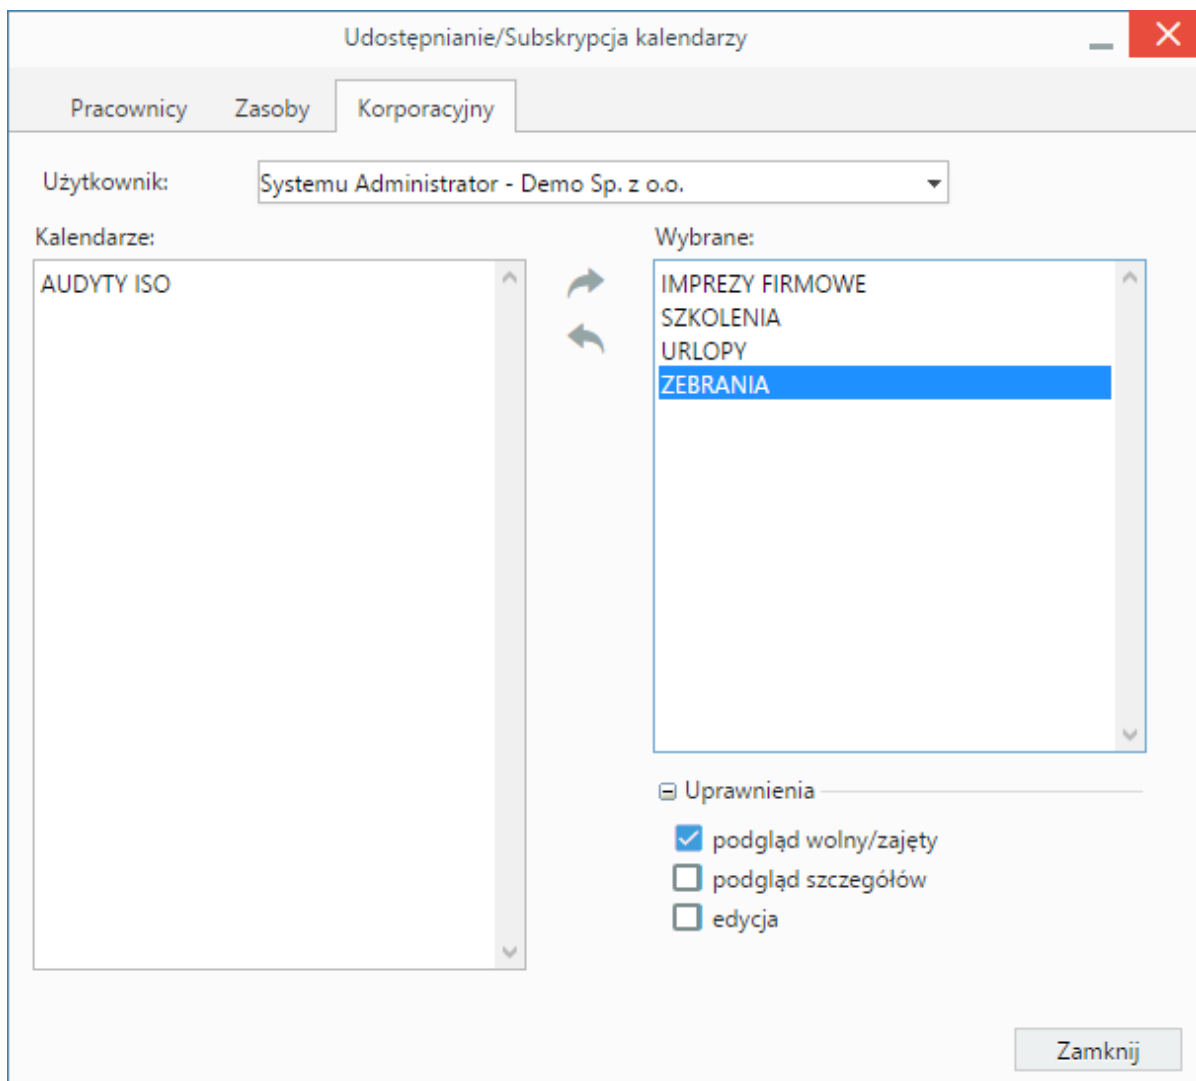 Udostępnianie/Subskrypcja kalendarzy
Pracownicy Zasoby Korporacyjny
Użytkownik: Systemu Administrator - Demo Sp. z o.o.
Kalendarze:
AUDYTY ISO
Wybrane:
IMPREZY FIRMOWE
SZKOLENIA
URLOPY
ZEBRANIA
Uprawnienia
podgląd wolny/zajęty
podgląd szczegółów
edycja
Zamknij